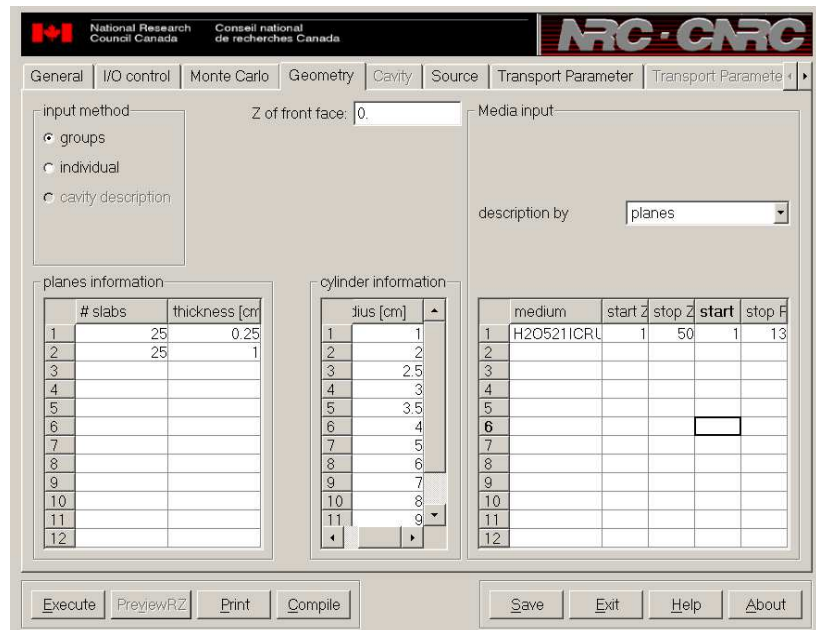 National Research Council Canada
Conseil national de recherches Canada
NRC · CNRC
General I/O control Monte Carlo Geometry Cavity Source Transport Parameter Transport Paramete
input method
groups
individual
cavity description
Z of front face: 0.
Media input
description by planes
planes information
# slabs thickness [cm
1 25 0.25
2 25 1
3
4
5
6
7
8
9
10
11
12
cylinder information
dius [cm]
1 1
2 2
3 2.5
4 3
5 3.5
6 4
7 5
8 6
9 7
10 8
11 9
medium start Z stop Z start stop R
1 H2O521ICRU 1 50 1 13
2
3
4
5
6
7
8
9
10
11
12
Execute PreviewRZ Print Compile
Save Exit Help About